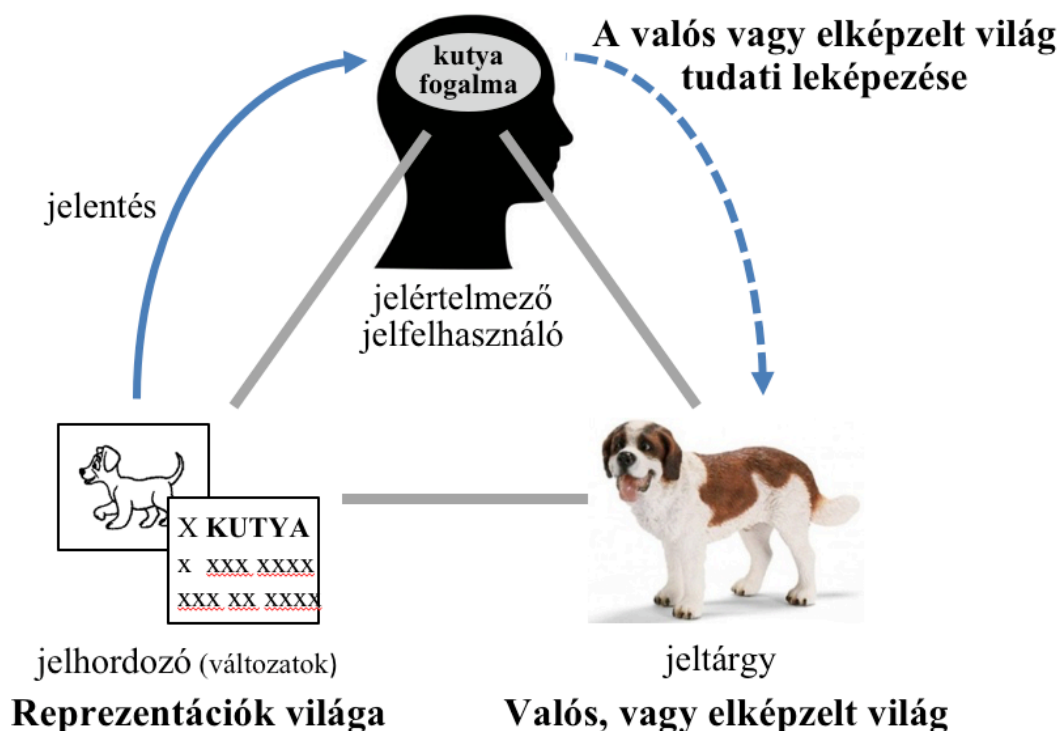 kutya
fogalma
A valós vagy elképzelt világ
tudati leképezése
jelentés
jelértelmező
jelfelhasználó
X KUTYA
x xxx xxxx
xxx xx xxxx
jelhordozó (változatok)
jeltárgy
Reprezentációk világa
Valós, vagy elképzelt világ